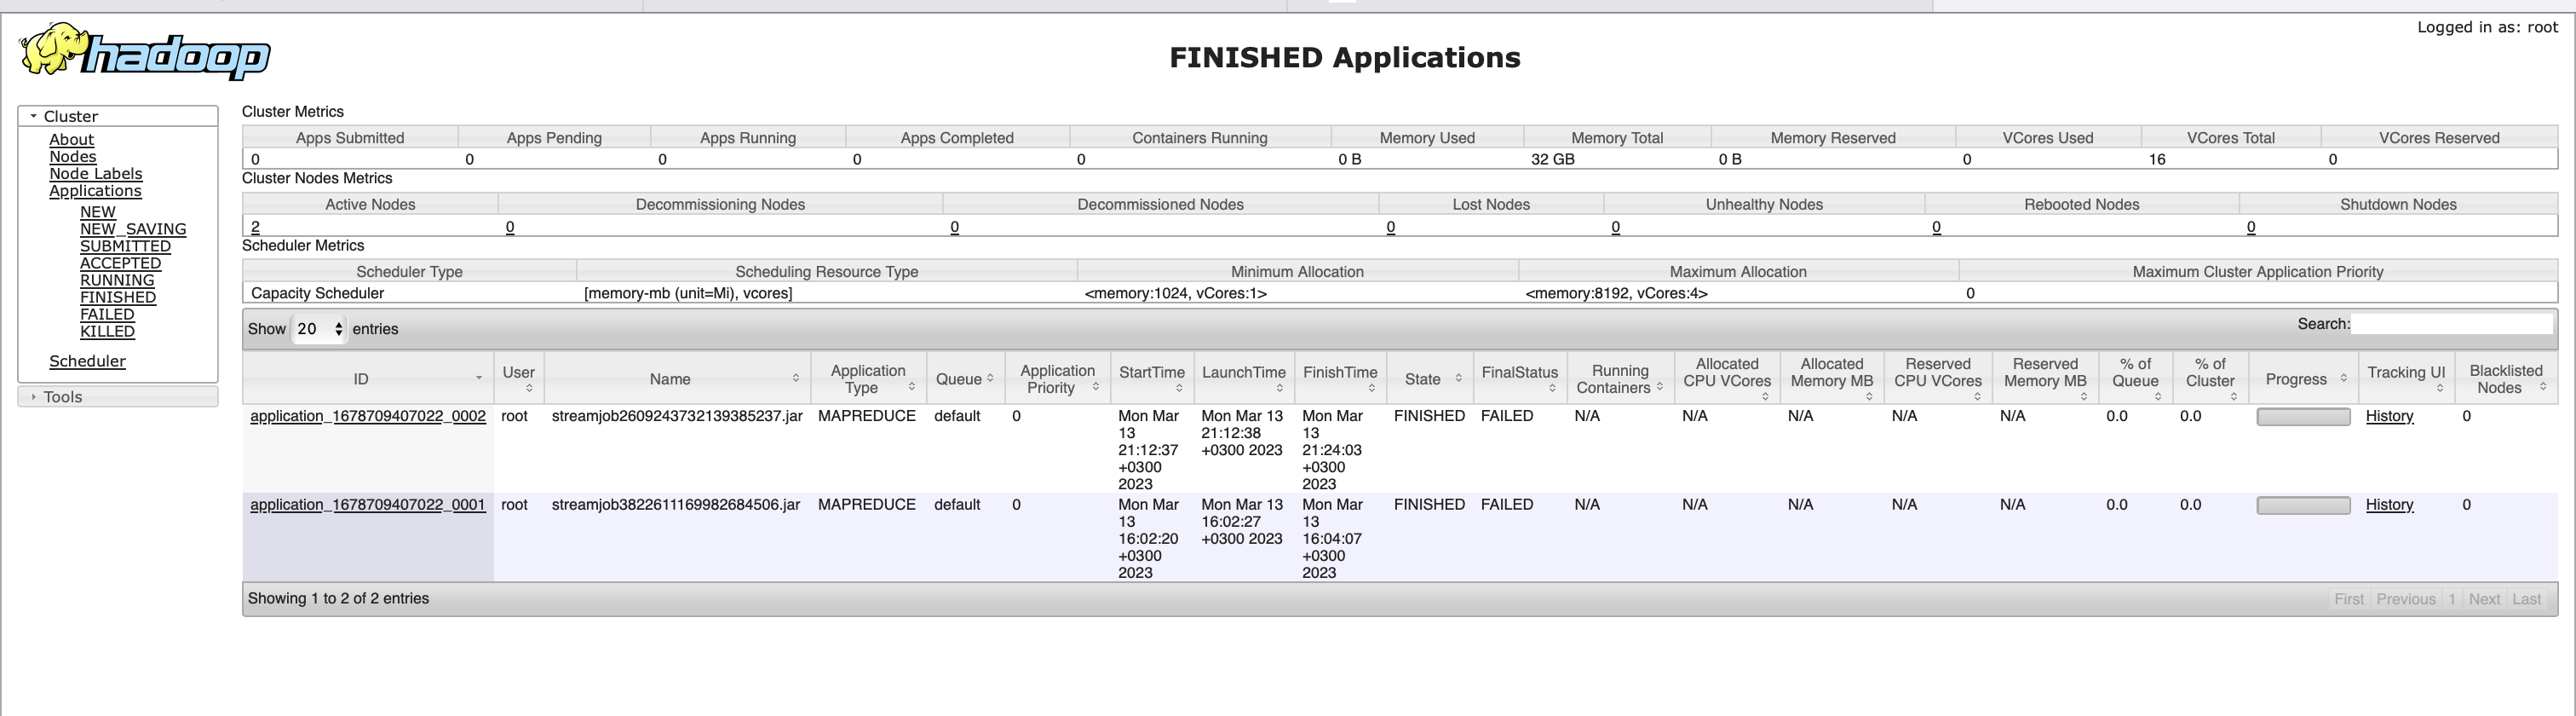 Logged in as: root
hadoop
FINISHED Applications
Cluster
About
Nodes
Node Labels
Applications
NEW
NEW_SAVING
SUBMITTED
ACCEPTED
RUNNING
FINISHED
FAILED
KILLED
Scheduler
Tools
Cluster Metrics
Apps Submitted Apps Pending Apps Running Apps Completed Containers Running Memory Used Memory Total Memory Reserved VCores Used VCores Total VCores Reserved
0 0 0 0 0 0 B 32 GB 0 B 0 16 0
Cluster Nodes Metrics
Active Nodes Decommissioning Nodes Decommissioned Nodes Lost Nodes Unhealthy Nodes Rebooted Nodes Shutdown Nodes
2 0 0 0 0 0 0
Scheduler Metrics
Scheduler Type Scheduling Resource Type Minimum Allocation Maximum Allocation Maximum Cluster Application Priority
Capacity Scheduler [memory-mb (unit=Mi), vcores] <memory:1024, vCores:1> <memory:8192, vCores:4> 0
Show 20 entries Search:
ID User Name Application Type Queue Application Priority StartTime LaunchTime FinishTime State FinalStatus Running Containers Allocated CPU VCores Allocated Memory MB Reserved CPU VCores Reserved Memory MB % of Queue % of Cluster Progress Tracking UI Blacklisted Nodes
application_1678709407022_0002 root streamjob2609243732139385237.jar MAPREDUCE default 0 Mon Mar 13 21:12:37 +0300 2023 Mon Mar 13 21:12:38 +0300 2023 Mon Mar 13 21:24:03 +0300 2023 FINISHED FAILED N/A N/A N/A N/A N/A 0.0 0.0 History 0
application_1678709407022_0001 root streamjob3822611169982684506.jar MAPREDUCE default 0 Mon Mar 13 16:02:20 +0300 2023 Mon Mar 13 16:02:27 +0300 2023 Mon Mar 13 16:04:07 +0300 2023 FINISHED FAILED N/A N/A N/A N/A N/A 0.0 0.0 History 0
Showing 1 to 2 of 2 entries First Previous 1 Next Last